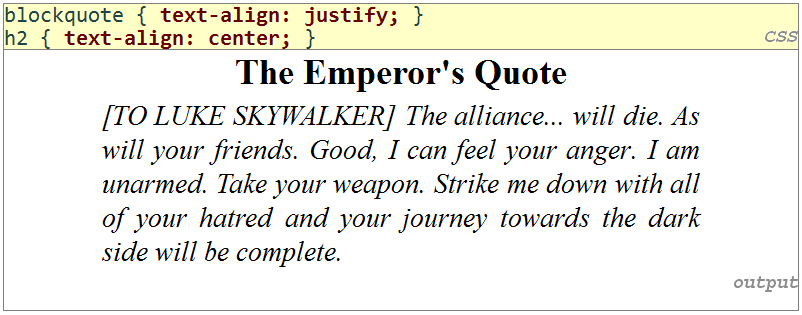 blockquote { text-align: justify; }
h2 { text-align: center; }
css
The Emperor's Quote
[TO LUKE SKYWALKER] The alliance... will die. As
will your friends. Good, I can feel your anger. I am
unarmed. Take your weapon. Strike me down with all
of your hatred and your journey towards the dark
side will be complete.
output